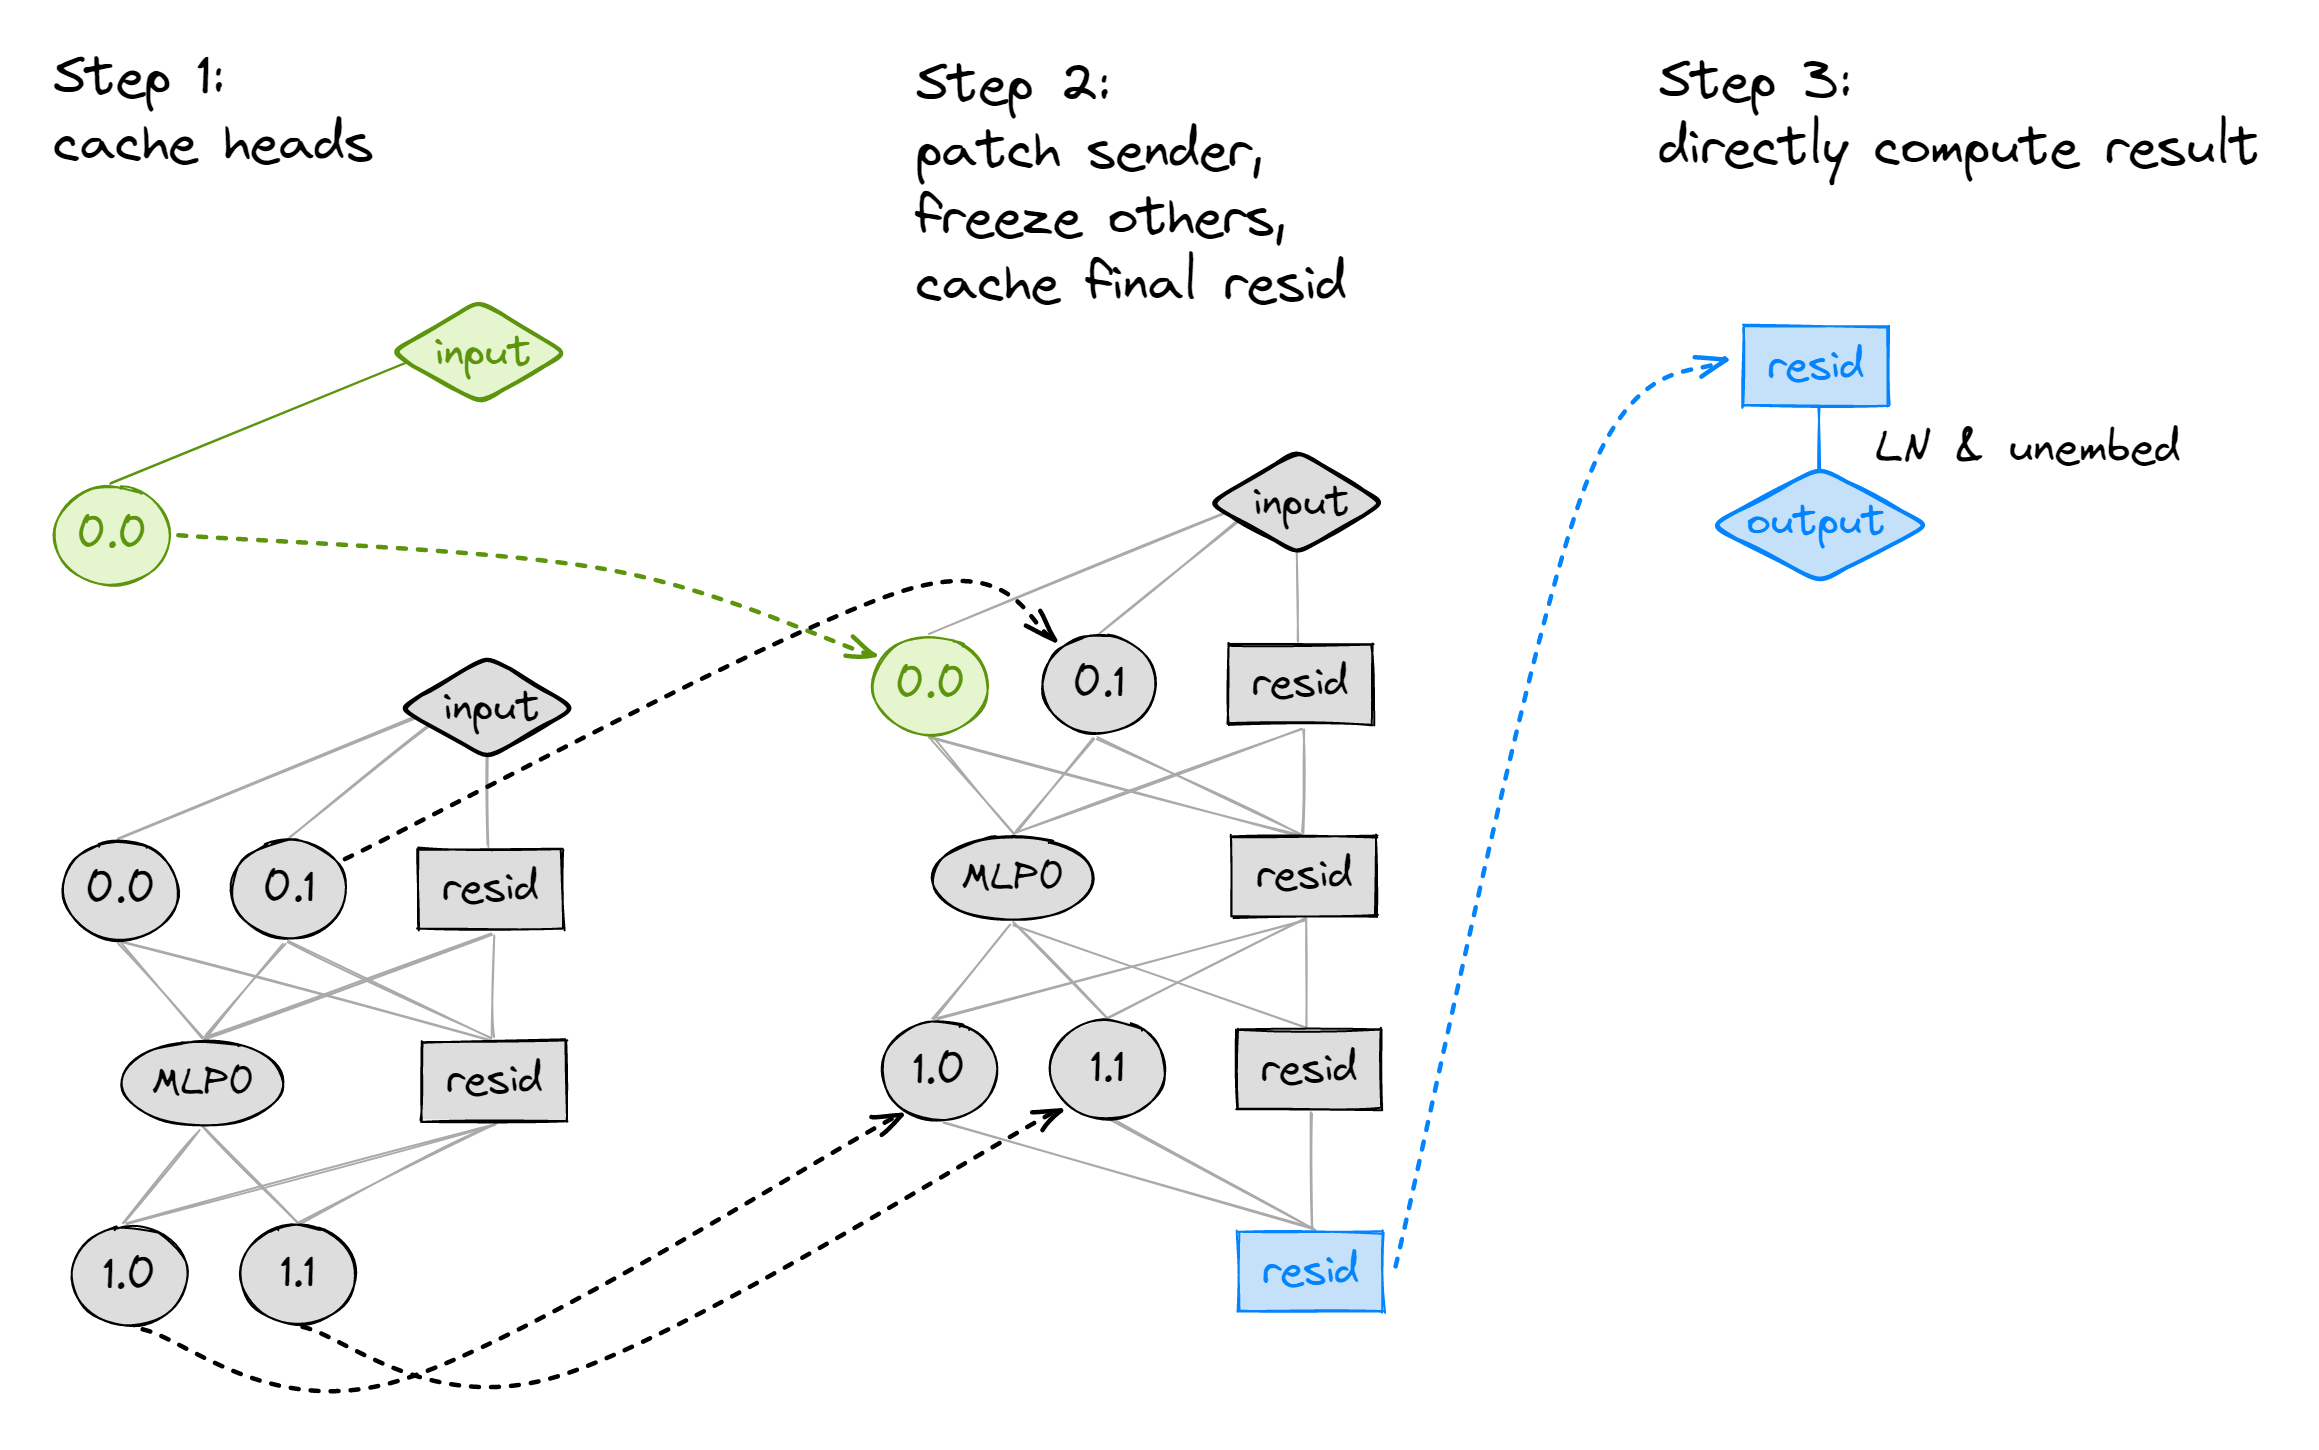 Step 1:
cache heads
input
0.0
input
0.0
0.1
resid
MLP0
resid
1.0
1.1
Step 2:
patch sender,
freeze others,
cache final resid
input
0.0
0.1
resid
MLP0
resid
1.0
1.1
resid
resid
Step 3:
directly compute result
resid
LN & unembed
output